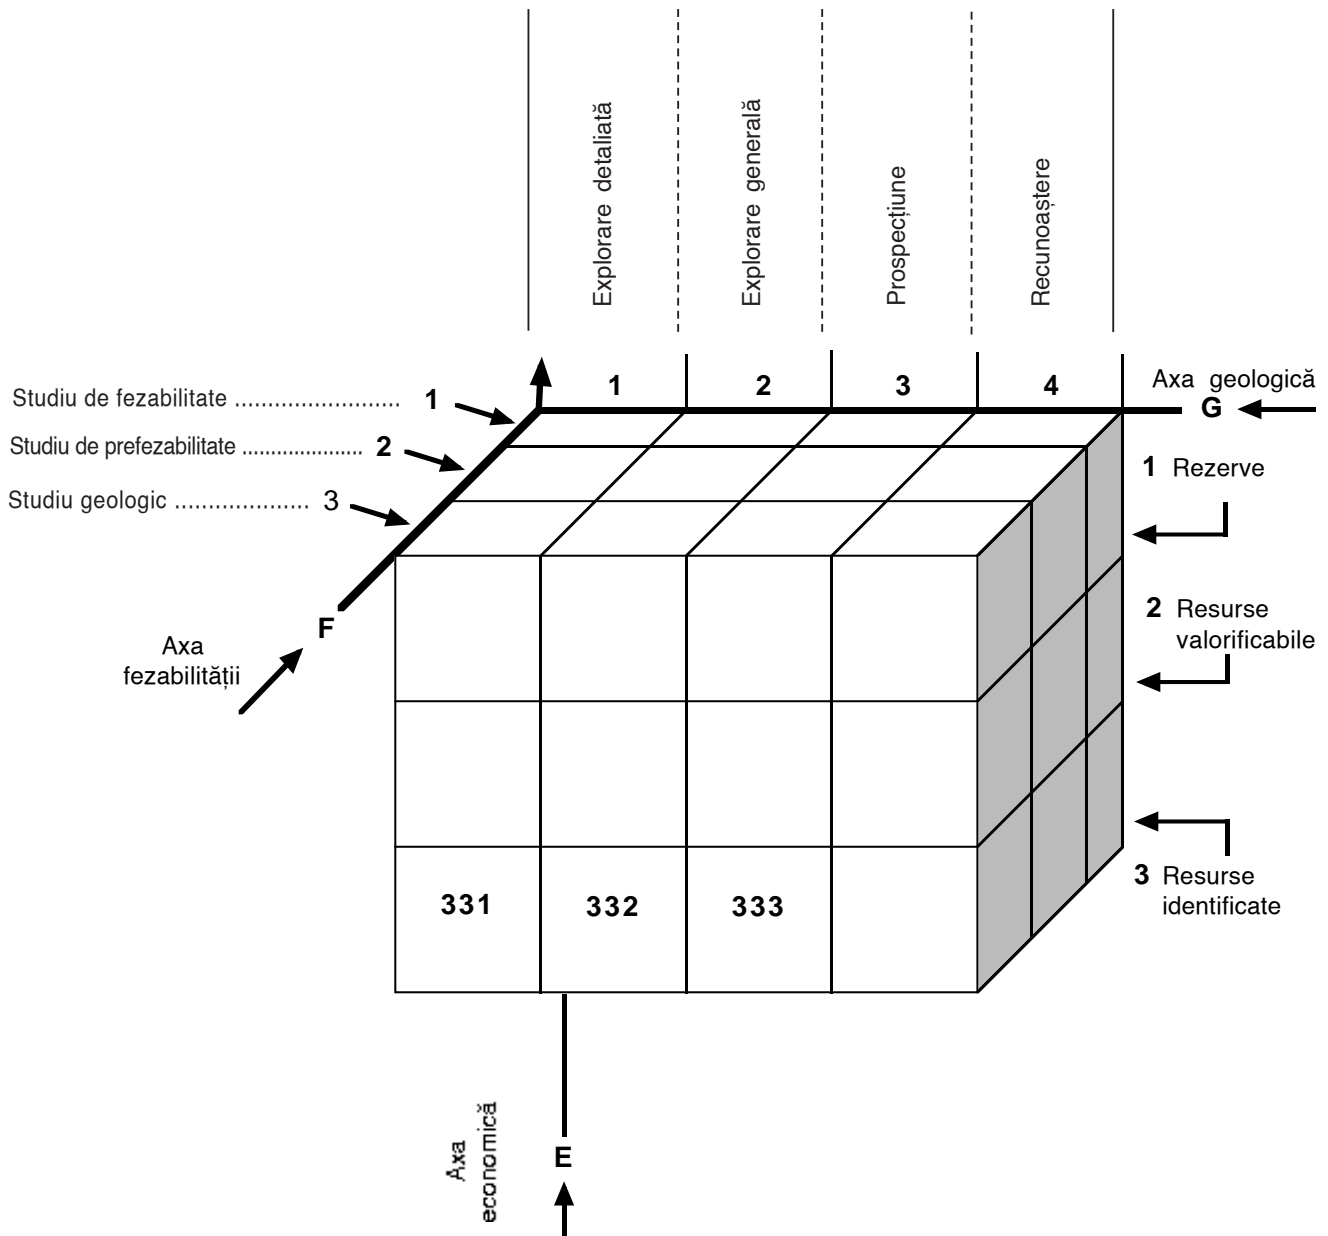 Explorare detaliată
Explorare generală
Prospecțiune
Recunoaștere
1 2 3 4
Axa geologică
G
Studiu de fezabilitate ......................... 1
Studiu de prefezabilitate ..................... 2
Studiu geologic .................... 3
1 Rezerve
2 Resurse
valorificabile
F
Axa
fezabilității
3 Resurse
identificate
331 332 333
Axa
economică
E